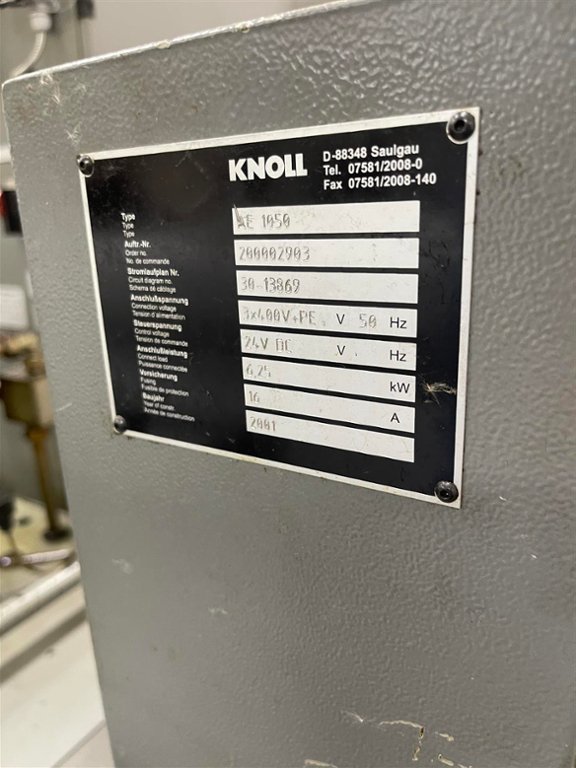 KNOLL
D-88348 Saulgau
Tel. 07581/2008-0
Fax 07581/2008-140
Type
Type
Type
AE 1050
Auftr.-Nr.
Order no.
No. de commande
200002903
Stromlaufplan Nr.
Circuit diagram no.
Schema de câblage
30-13869
Anschlußspannung
Connection voltage
Tension d'alimentation
3x400V+PE V 50 Hz
Steuerspannung
Control voltage
Tension de commande
24V DC V Hz
Anschlußleistung
Connect load
Puissance connectée
6,25 kW
Vorsicherung
Fusing
Fusible de protection
16 A
Baujahr
Year of constr.
Année de construction
2001